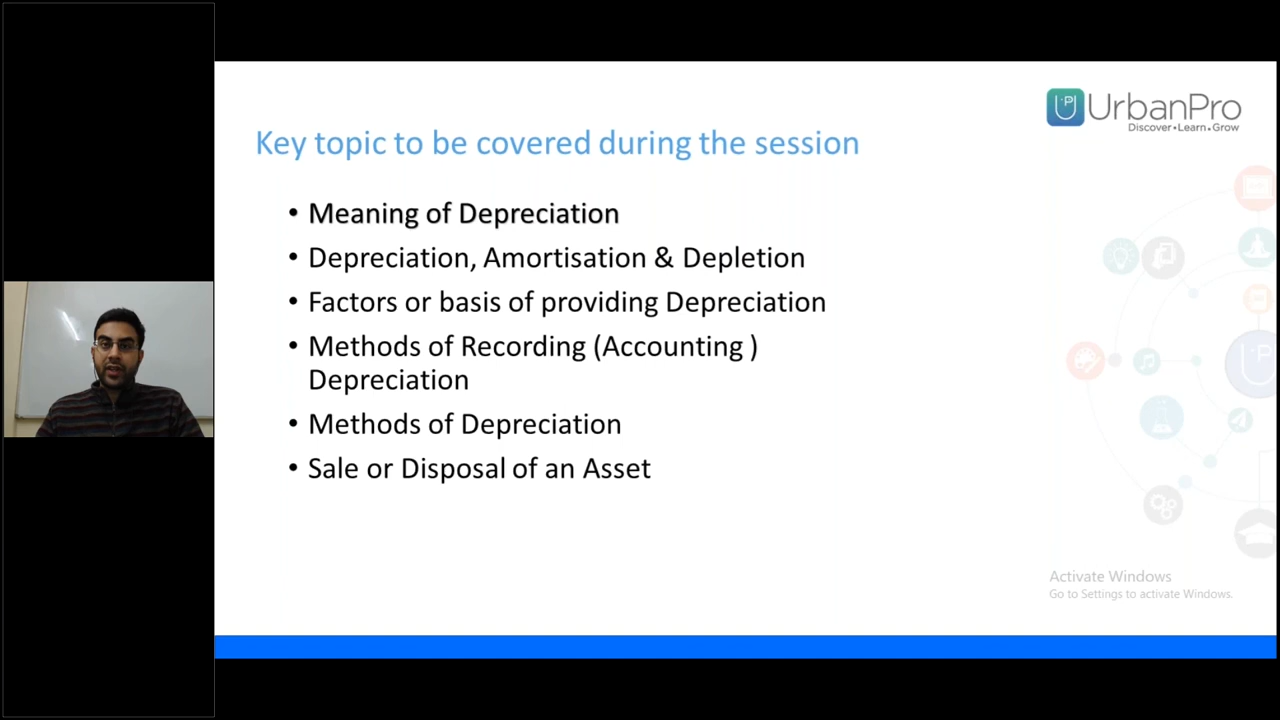 UrbanPro
Discover • Learn • Grow
Key topic to be covered during the session
• Meaning of Depreciation
• Depreciation, Amortisation & Depletion
• Factors or basis of providing Depreciation
• Methods of Recording (Accounting )
Depreciation
• Methods of Depreciation
• Sale or Disposal of an Asset
Activate Windows
Go to Settings to activate Windows.